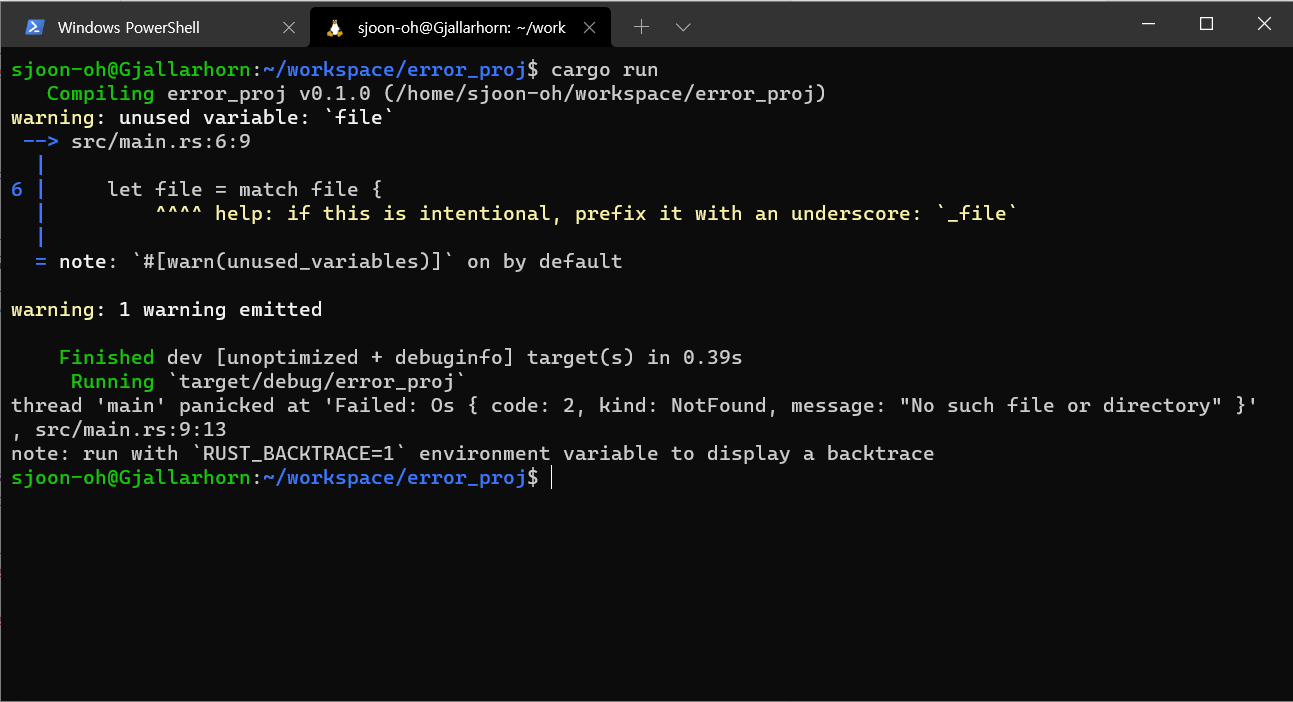 Windows PowerShell
sjoon-oh@Gjallarhorn: ~/work
sjoon-oh@Gjallarhorn:~/workspace/error_proj$ cargo run
   Compiling error_proj v0.1.0 (/home/sjoon-oh/workspace/error_proj)
warning: unused variable: `file`
 --> src/main.rs:6:9
  |
6 |     let file = match file {
  |         ^^^^ help: if this is intentional, prefix it with an underscore: `_file`
  |
  = note: `#[warn(unused_variables)]` on by default
warning: 1 warning emitted
    Finished dev [unoptimized + debuginfo] target(s) in 0.39s
     Running `target/debug/error_proj`
thread 'main' panicked at 'Failed: Os { code: 2, kind: NotFound, message: "No such file or directory" }'
, src/main.rs:9:13
note: run with `RUST_BACKTRACE=1` environment variable to display a backtrace
sjoon-oh@Gjallarhorn:~/workspace/error_proj$